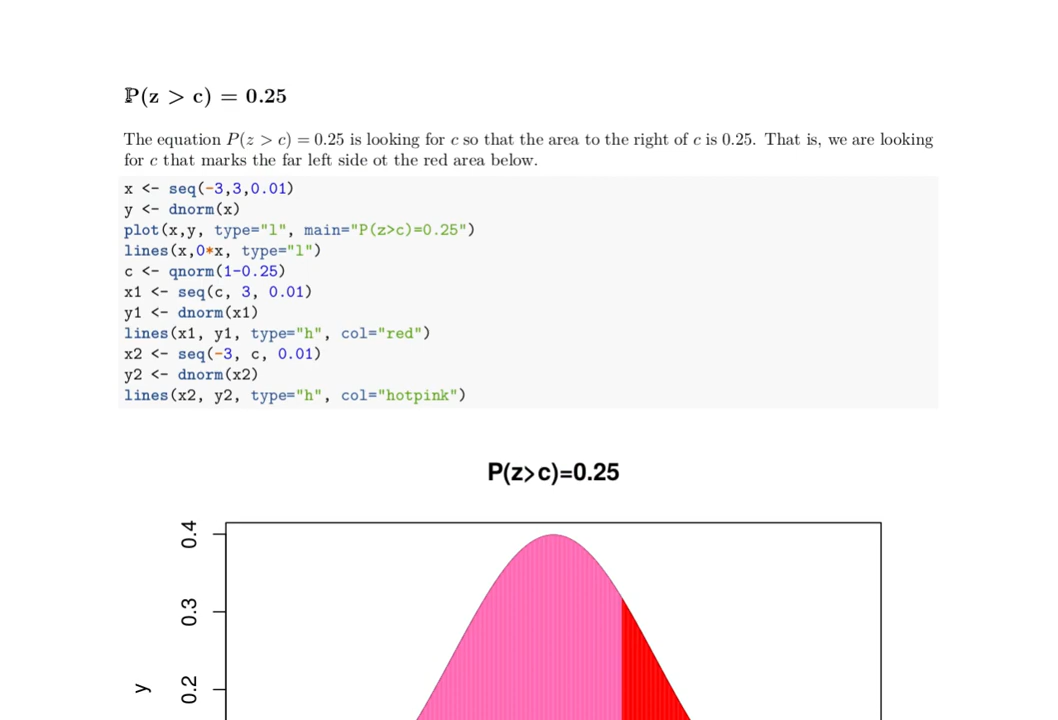 ℙ(z > c) = 0.25
The equation P(z > c) = 0.25 is looking for c so that the area to the right of c is 0.25. That is, we are looking
for c that marks the far left side ot the red area below.
x <- seq(-3,3,0.01)
y <- dnorm(x)
plot(x,y, type="l", main="P(z>c)=0.25")
lines(x,0*x, type="l")
c <- qnorm(1-0.25)
x1 <- seq(c, 3, 0.01)
y1 <- dnorm(x1)
lines(x1, y1, type="h", col="red")
x2 <- seq(-3, c, 0.01)
y2 <- dnorm(x2)
lines(x2, y2, type="h", col="hotpink")
P(z>c)=0.25
0.4
0.3
0.2
y